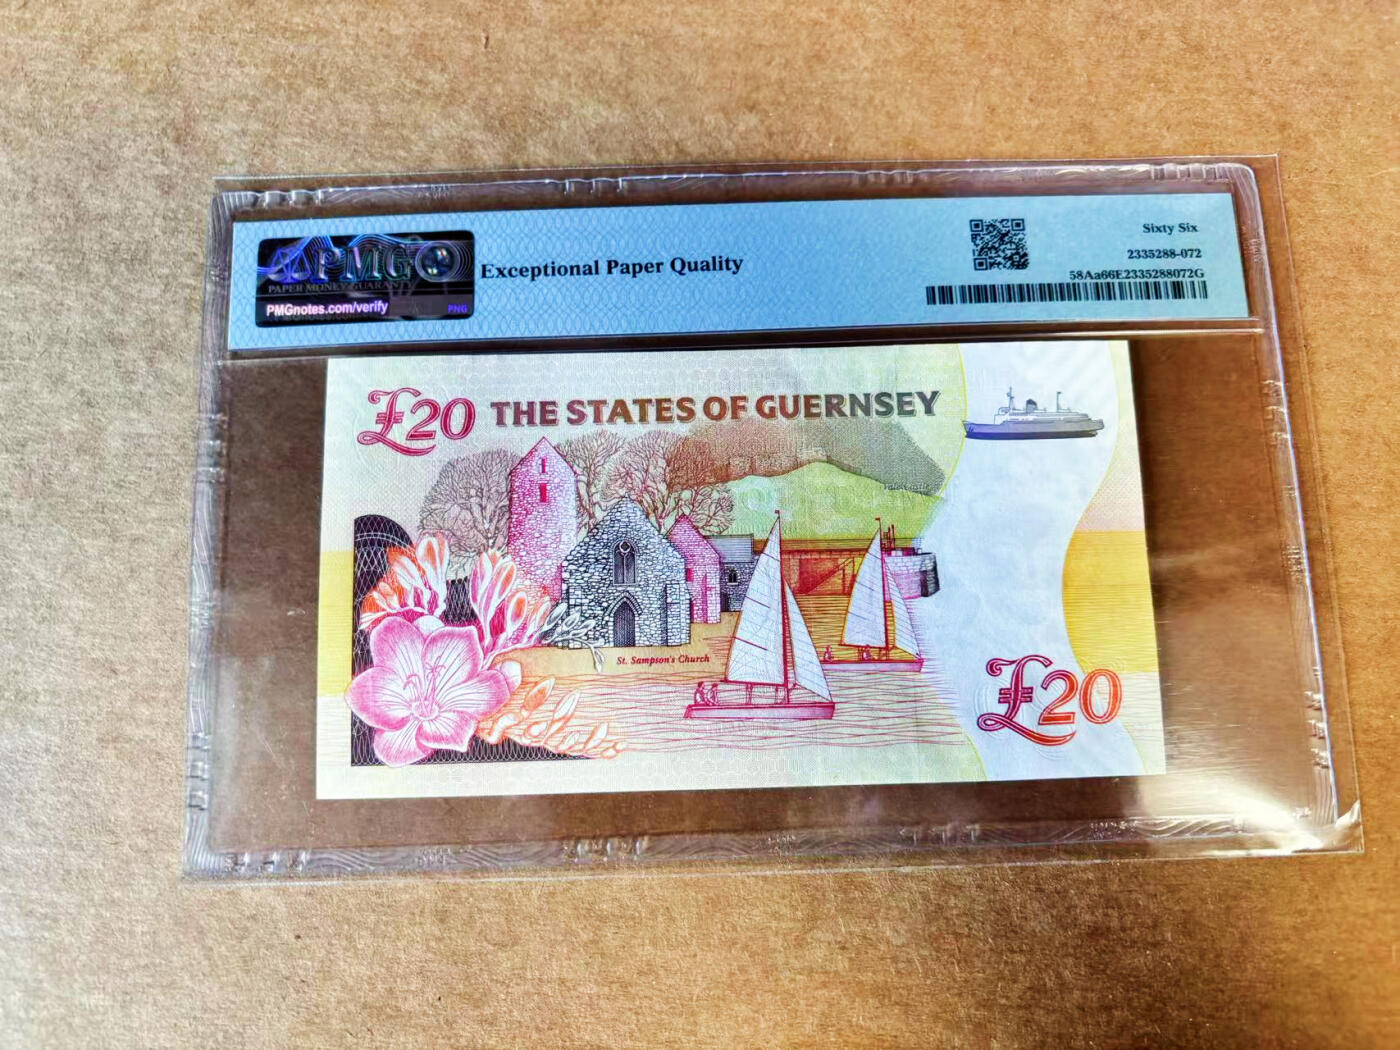 PMG
PAPER MONEY GUARANTY
PMGnotes.com/verify
PNG
Exceptional Paper Quality
Sixty Six
2335288-072
58Aa66E2335288072G
£20 THE STATES OF GUERNSEY
St. Sampson's Church
£20